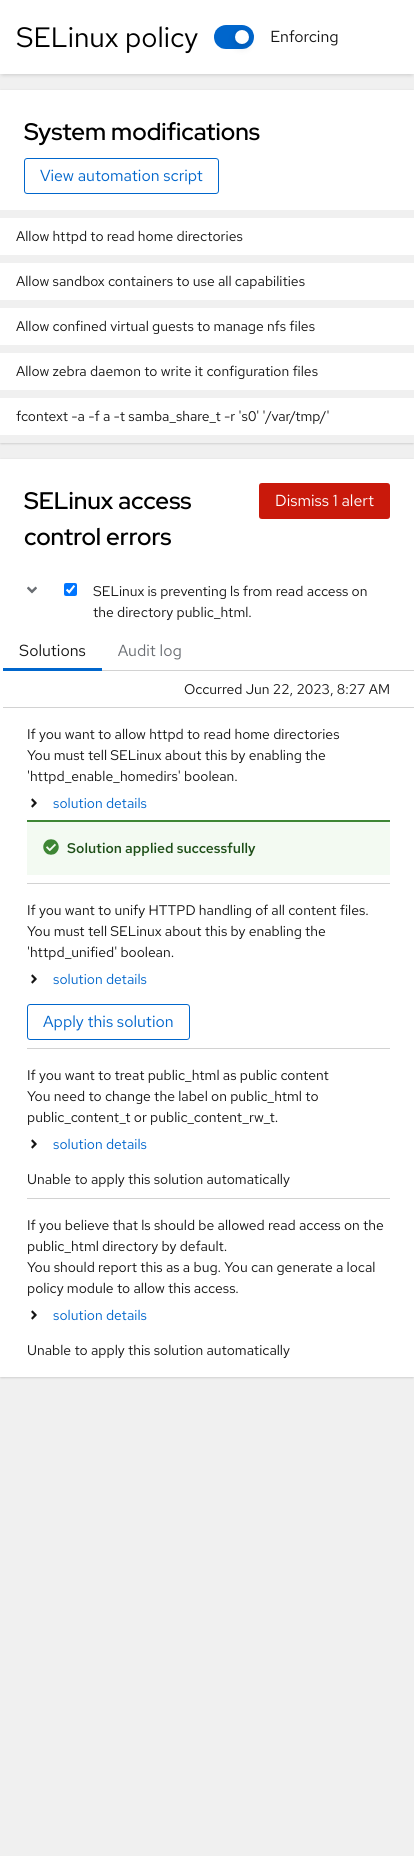 SELinux policy
Enforcing
System modifications
View automation script
Allow httpd to read home directories
Allow sandbox containers to use all capabilities
Allow confined virtual guests to manage nfs files
Allow zebra daemon to write it configuration files
fcontext -a -f a -t samba_share_t -r 's0' '/var/tmp/'
SELinux access
control errors
Dismiss 1 alert
SELinux is preventing ls from read access on
the directory public_html.
Solutions
Audit log
Occurred Jun 22, 2023, 8:27 AM
If you want to allow httpd to read home directories
You must tell SELinux about this by enabling the
'httpd_enable_homedirs' boolean.
solution details
Solution applied successfully
If you want to unify HTTPD handling of all content files.
You must tell SELinux about this by enabling the
'httpd_unified' boolean.
solution details
Apply this solution
If you want to treat public_html as public content
You need to change the label on public_html to
public_content_t or public_content_rw_t.
solution details
Unable to apply this solution automatically
If you believe that ls should be allowed read access on the
public_html directory by default.
You should report this as a bug. You can generate a local
policy module to allow this access.
solution details
Unable to apply this solution automatically